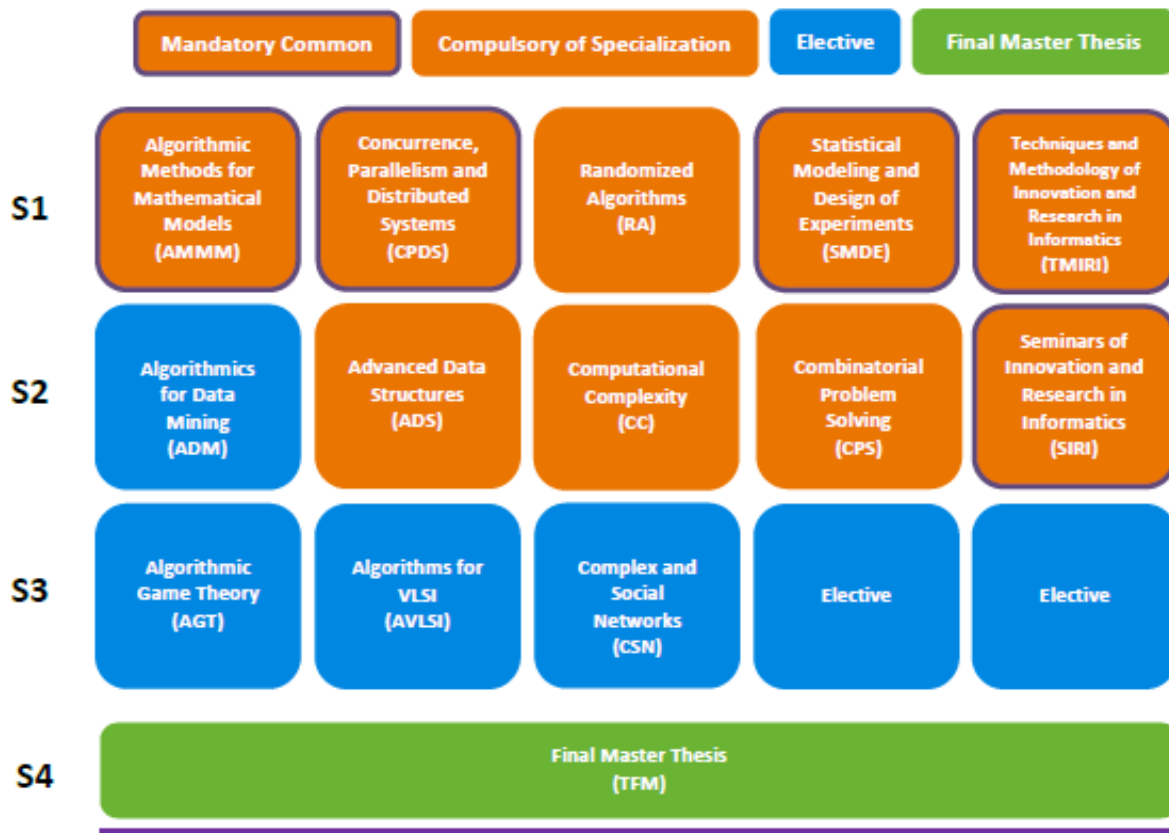 Mandatory Common
Compulsory of Specialization
Elective
Final Master Thesis
S1
Algorithmic
Methods for
Mathematical
Models
(AMMM)
Concurrence,
Parallelism and
Distributed
Systems
(CPDS)
Randomized
Algorithms
(RA)
Statistical
Modeling and
Design of
Experiments
(SMDE)
Techniques and
Methodology of
Innovation and
Research in
Informatics
(TMIRI)
S2
Algorithmics
for Data
Mining
(ADM)
Advanced Data
Structures
(ADS)
Computational
Complexity
(CC)
Combinatorial
Problem
Solving
(CPS)
Seminars of
Innovation and
Research in
Informatics
(SIRI)
S3
Algorithmic
Game Theory
(AGT)
Algorithms for
VLSI
(AVLSI)
Complex and
Social
Networks
(CSN)
Elective
Elective
S4
Final Master Thesis
(TFM)